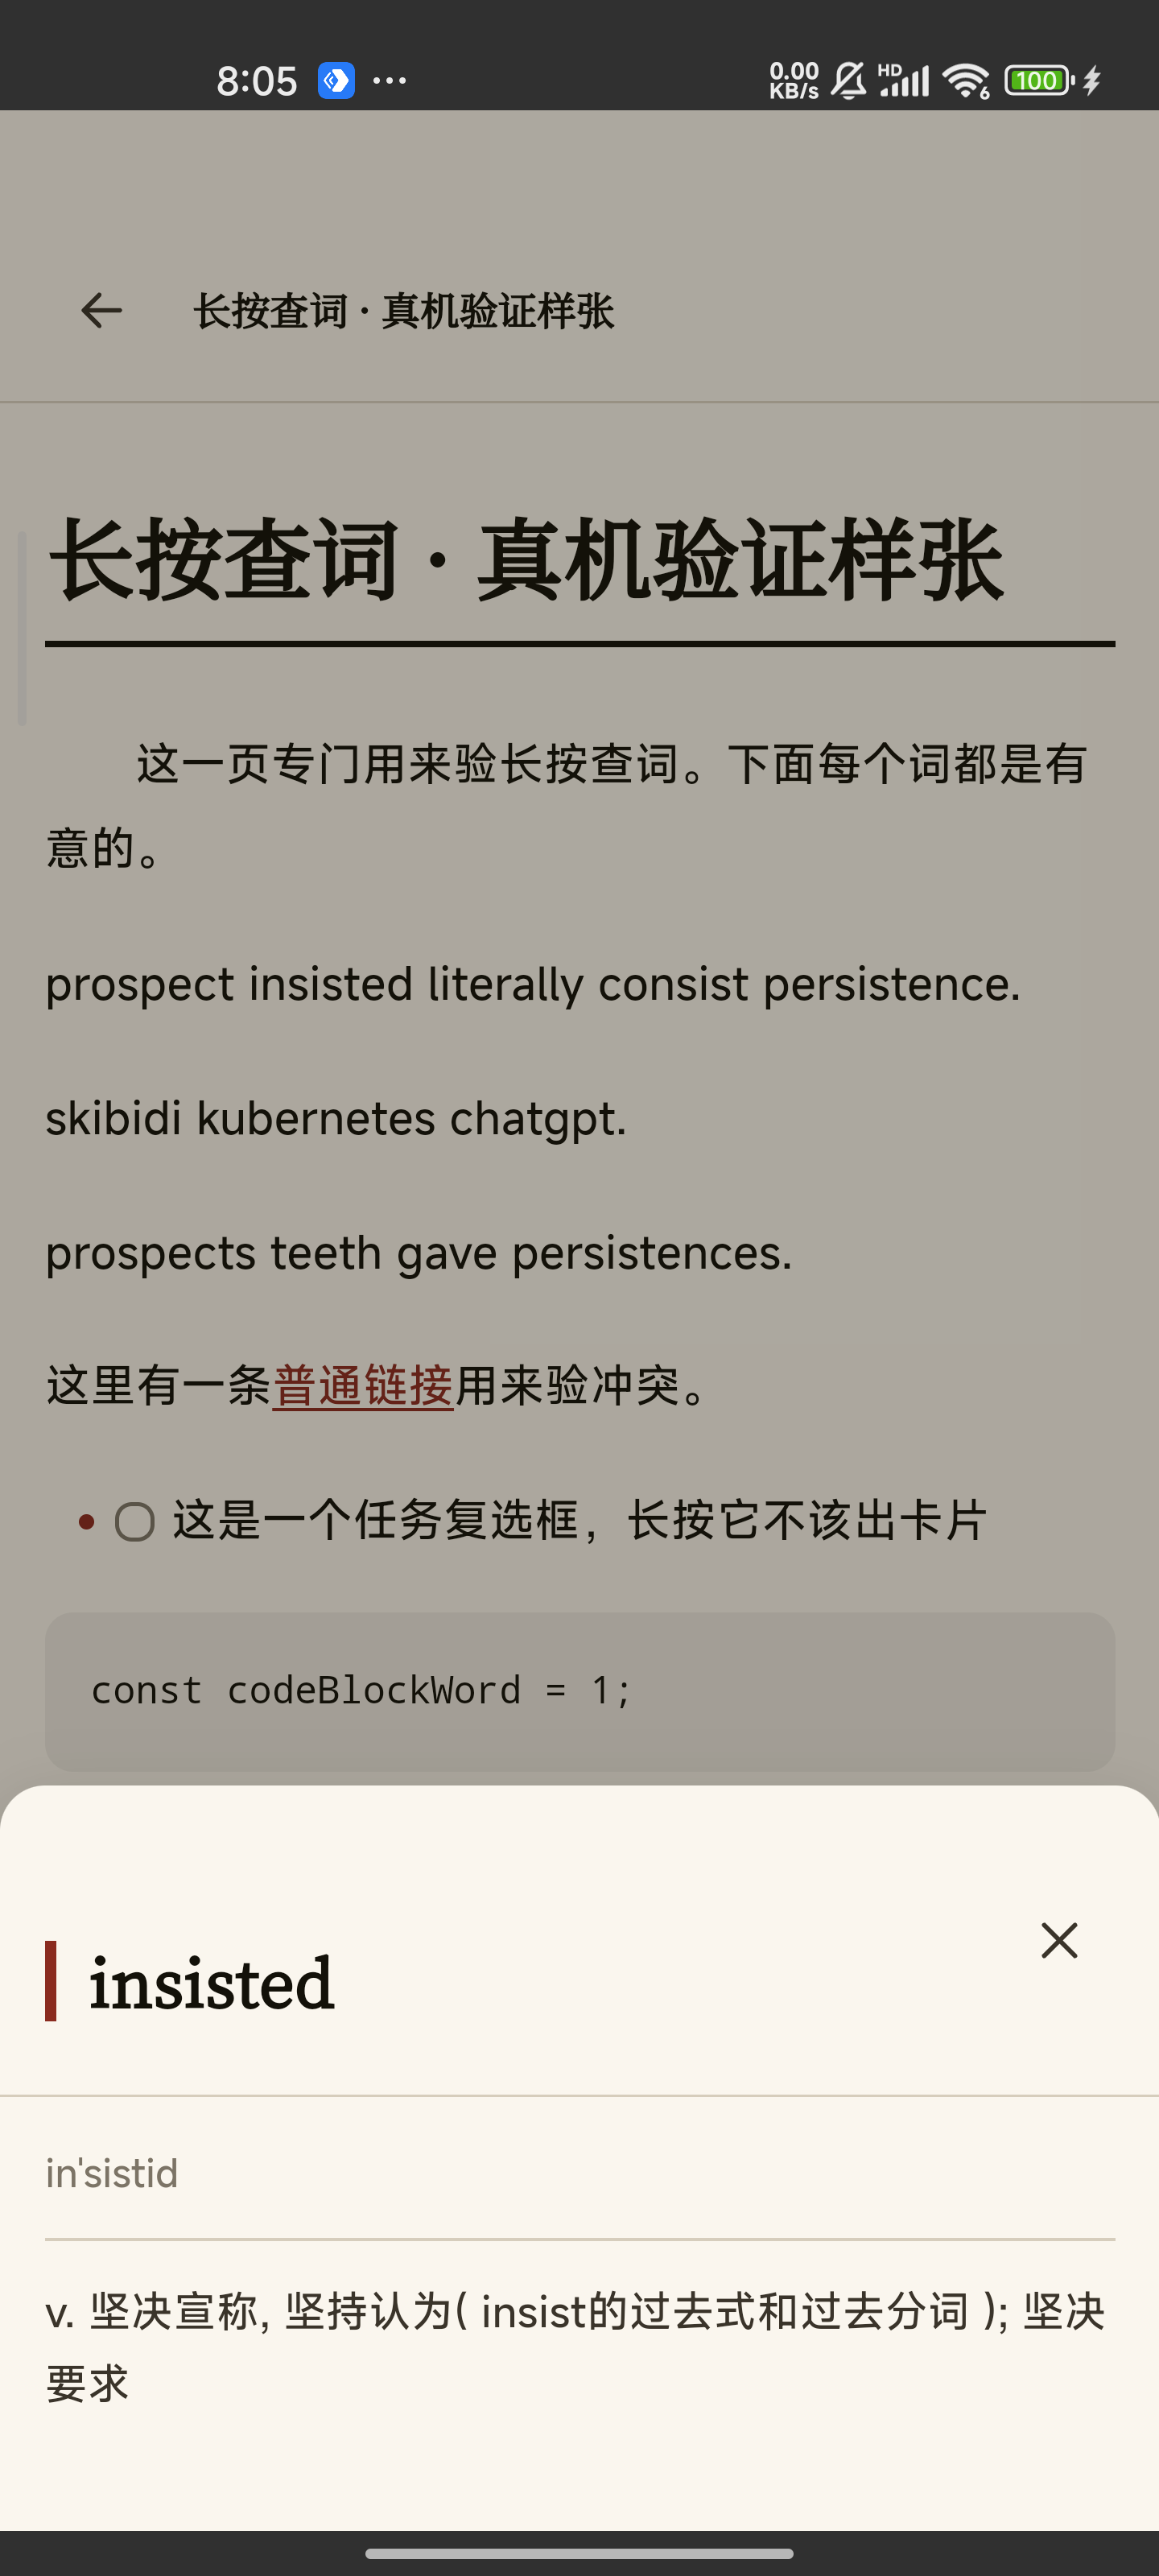 8:05 ···
0.00 KB/s HD 6 100
长按查词 · 真机验证样张
长按查词 · 真机验证样张
这一页专门用来验长按查词。下面每个词都是有
意的。
prospect insisted literally consist persistence.
skibidi kubernetes chatgpt.
prospects teeth gave persistences.
这里有一条普通链接用来验冲突。
这是一个任务复选框，长按它不该出卡片
const codeBlockWord = 1;
insisted
in'sistid
v. 坚决宣称, 坚持认为( insist的过去式和过去分词 ); 坚决
要求